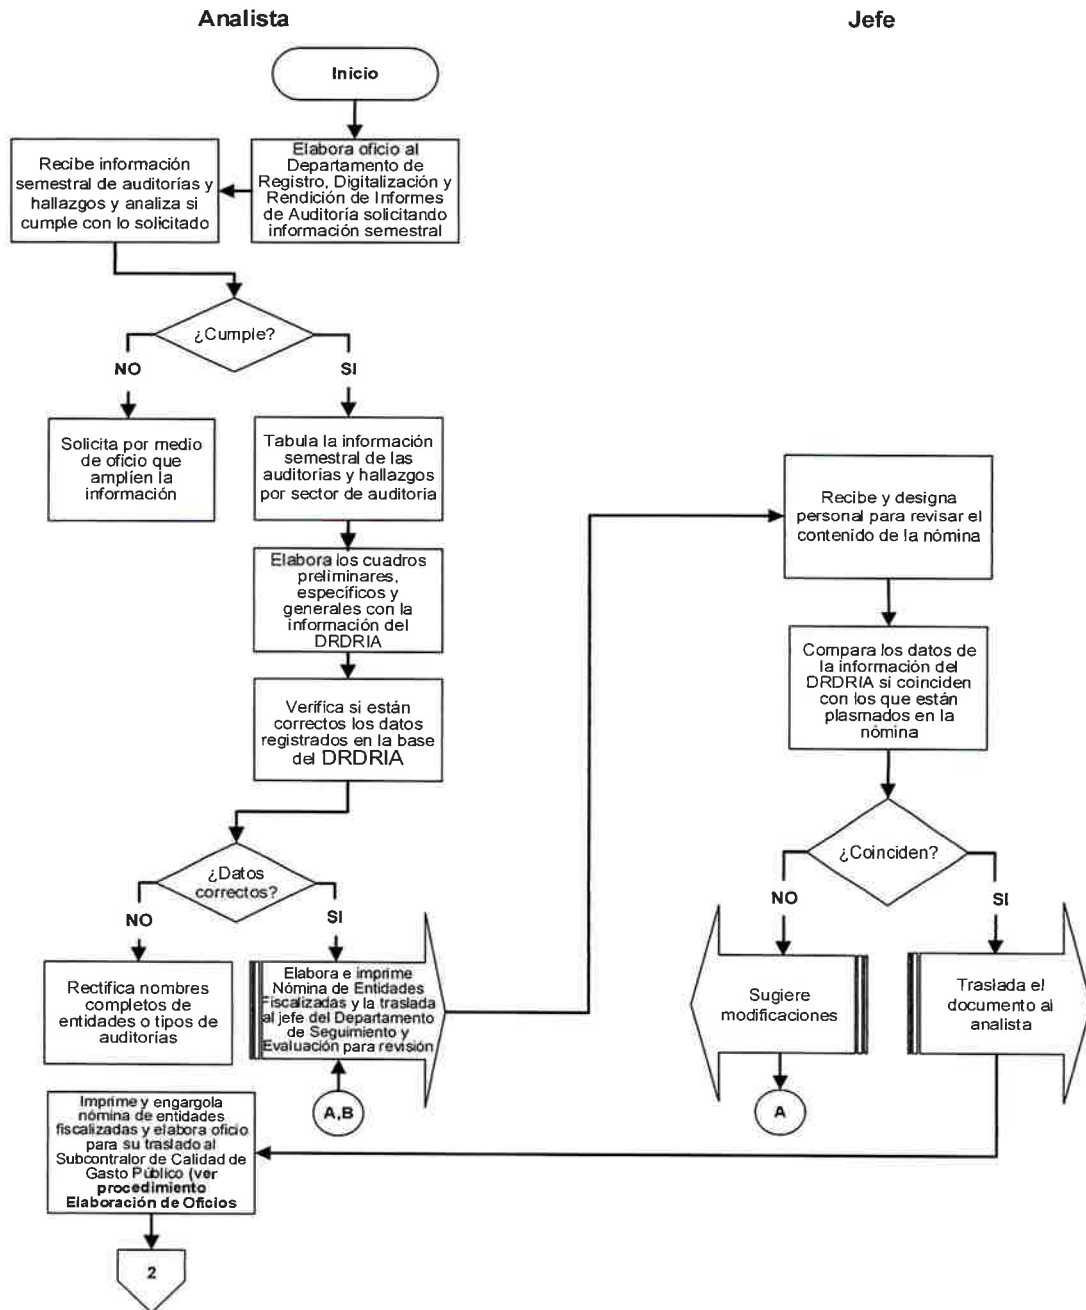 Analista
Jefe
Inicio
Elabora oficio al
Departamento de
Registro, Digitalización y
Rendición de Informes
de Auditoría solicitando
información semestral
Recibe información
semestral de auditorías y
hallazgos y analiza si
cumple con lo solicitado
¿Cumple?
NO
SI
Solicita por medio
de oficio que
amplíen la
información
Tabula la información
semestral de las
auditorías y hallazgos
por sector de auditoría
Elabora los cuadros
preliminares,
específicos y
generales con la
información del
DRDRIA
Verifica si están
correctos los datos
registrados en la base
del DRDRIA
¿Datos
correctos?
NO
SI
Rectifica nombres
completos de
entidades o tipos de
auditorías
Elabora e imprime
Nómina de Entidades
Fiscalizadas y la traslada
al jefe del Departamento
de Seguimiento y
Evaluación para revisión
A,B
Recibe y designa
personal para revisar el
contenido de la nómina
Compara los datos de
la información del
DRDRIA si coinciden
con los que están
plasmados en la
nómina
¿Coinciden?
NO
SI
Sugiere
modificaciones
A
Traslada el
documento al
analista
Imprime y engargola
nómina de entidades
fiscalizadas y elabora oficio
para su traslado al
Subcontralor de Calidad de
Gasto Público (ver
procedimiento
Elaboración de Oficios
2